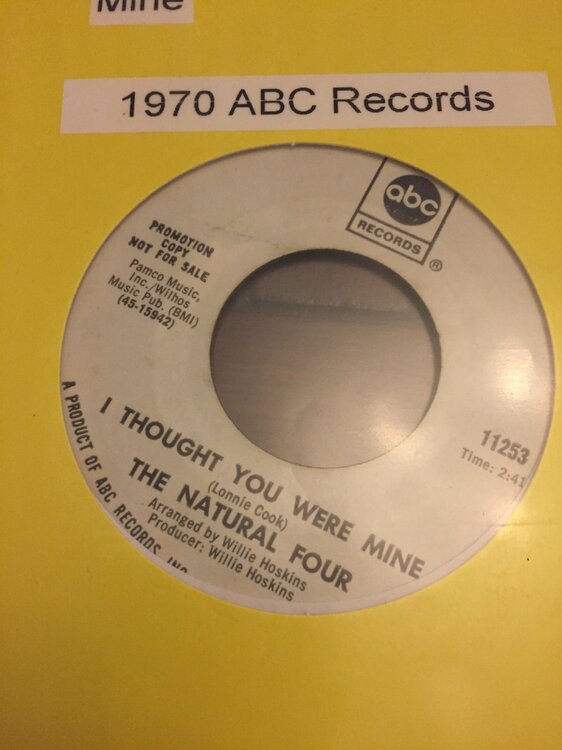 Mine
1970 ABC Records
abc
RECORDS
®
PROMOTION
COPY
NOT FOR SALE
Pamco Music,
Inc./Wilhos
Music Pub. (BMI)
(45-15942)
11253
Time: 2:41
I THOUGHT YOU WERE MINE
(Lonnie Cook)
THE NATURAL FOUR
Arranged by Willie Hoskins
Producer: Willie Hoskins
A PRODUCT OF ABC RECORDS, INC.